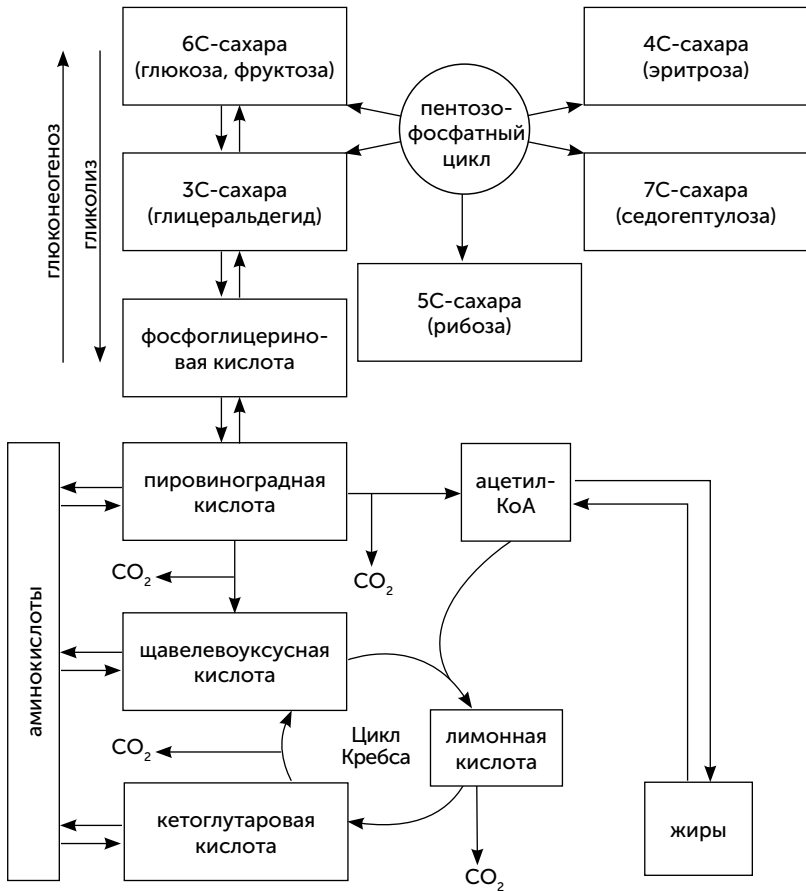 6С-сахара
(глюкоза, фруктоза)
4С-сахара
(эритроза)
пентозо-
фосфатный
цикл
глюконеогеноз
гликолиз
3С-сахара
(глицеральдегид)
7С-сахара
(седогептулоза)
5С-сахара
(рибоза)
фосфоглицерино-
вая кислота
пировиноградная
кислота
ацетил-
КоА
CO2
CO2
аминокислоты
щавелевоуксусная
кислота
CO2
Цикл
Кребса
лимонная
кислота
кетоглутаровая
кислота
жиры
CO2